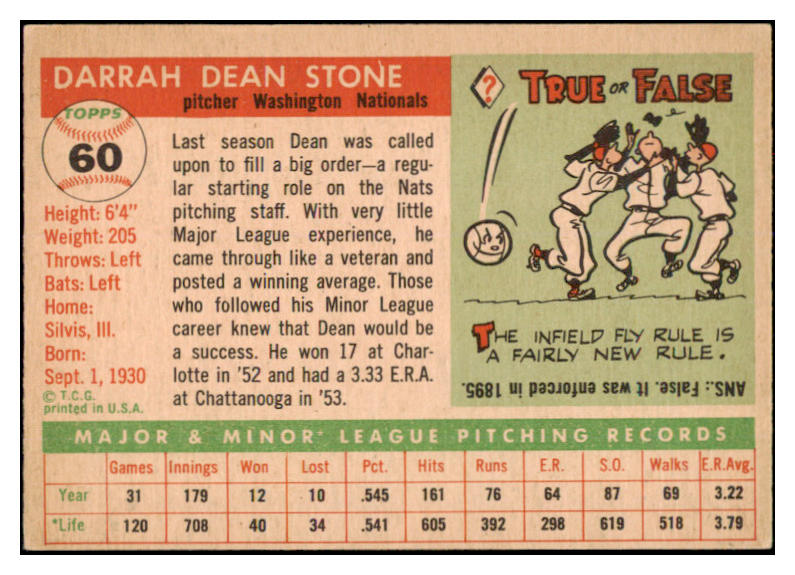 DARRAH DEAN STONE
pitcher Washington Nationals
TOPPS
60
Height: 6'4"
Weight: 205
Throws: Left
Bats: Left
Home:
Silvis, Ill.
Born:
Sept. 1, 1930
© T.C.G.
printed in U.S.A.
Last season Dean was called
upon to fill a big order—a regu-
lar starting role on the Nats
pitching staff. With very little
Major League experience, he
came through like a veteran and
posted a winning average. Those
who followed his Minor League
career knew that Dean would be
a success. He won 17 at Char-
lotte in '52 and had a 3.33 E.R.A.
at Chattanooga in '53.
? TRUE OR FALSE
THE INFIELD FLY RULE IS
A FAIRLY NEW RULE.
ANS.: False. It was enforced in 1895.
MAJOR & MINOR* LEAGUE PITCHING RECORDS
Games Innings Won Lost Pct. Hits Runs E.R. S.O. Walks E.R.Avg.
Year 31 179 12 10 .545 161 76 64 87 69 3.22
*Life 120 708 40 34 .541 605 392 298 619 518 3.79